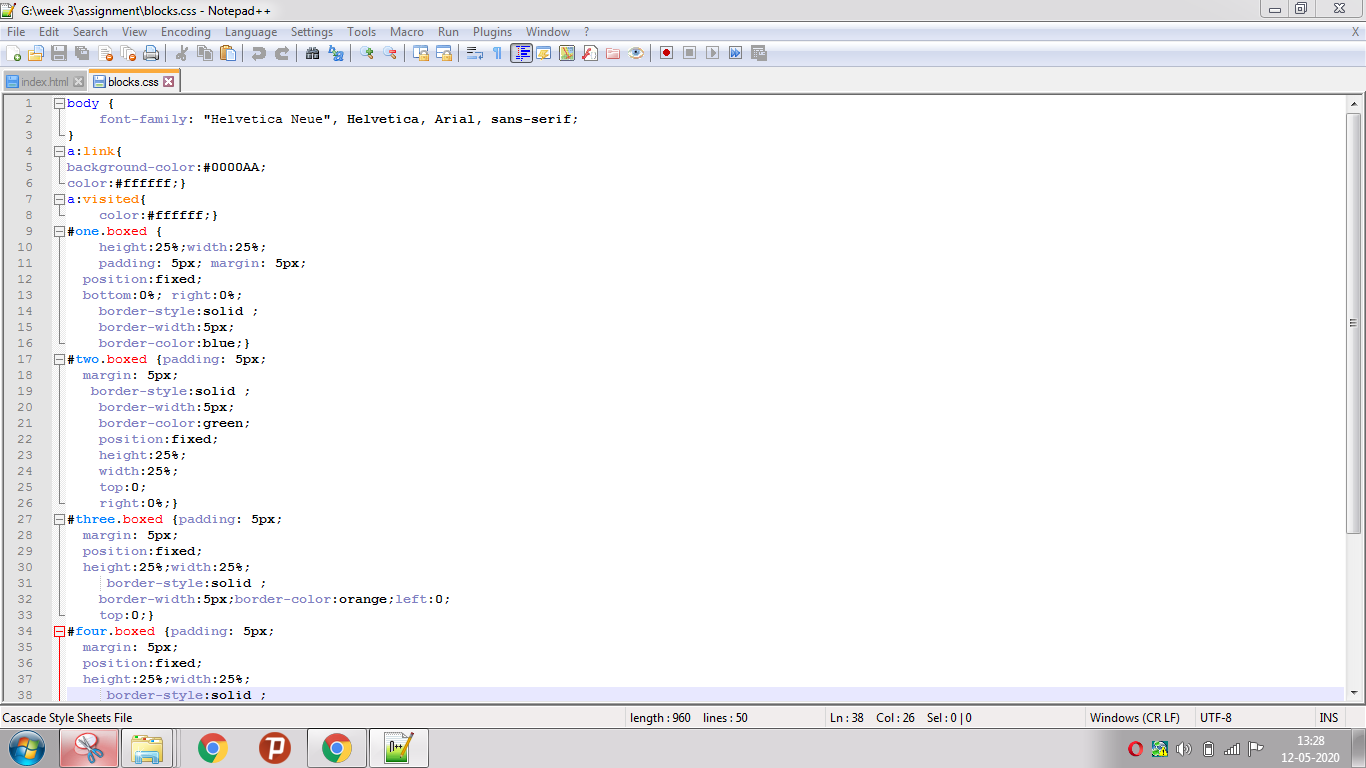 G:\week 3\assignment\blocks.css - Notepad++
File Edit Search View Encoding Language Settings Tools Macro Run Plugins Window ? X
index.html blocks.css
1 body {
2 font-family: "Helvetica Neue", Helvetica, Arial, sans-serif;
3 }
4 a:link{
5 background-color:#0000AA;
6 color:#ffffff;}
7 a:visited{
8 color:#ffffff;}
9 #one.boxed {
10 height:25%;width:25%;
11 padding: 5px; margin: 5px;
12 position:fixed;
13 bottom:0%; right:0%;
14 border-style:solid ;
15 border-width:5px;
16 border-color:blue;}
17 #two.boxed {padding: 5px;
18 margin: 5px;
19 border-style:solid ;
20 border-width:5px;
21 border-color:green;
22 position:fixed;
23 height:25%;
24 width:25%;
25 top:0;
26 right:0%;}
27 #three.boxed {padding: 5px;
28 margin: 5px;
29 position:fixed;
30 height:25%;width:25%;
31 border-style:solid ;
32 border-width:5px;border-color:orange;left:0;
33 top:0;}
34 #four.boxed {padding: 5px;
35 margin: 5px;
36 position:fixed;
37 height:25%;width:25%;
38 border-style:solid ;
Cascade Style Sheets File length : 960 lines : 50 Ln : 38 Col : 26 Sel : 0 | 0 Windows (CR LF) UTF-8 INS
13:28
12-05-2020